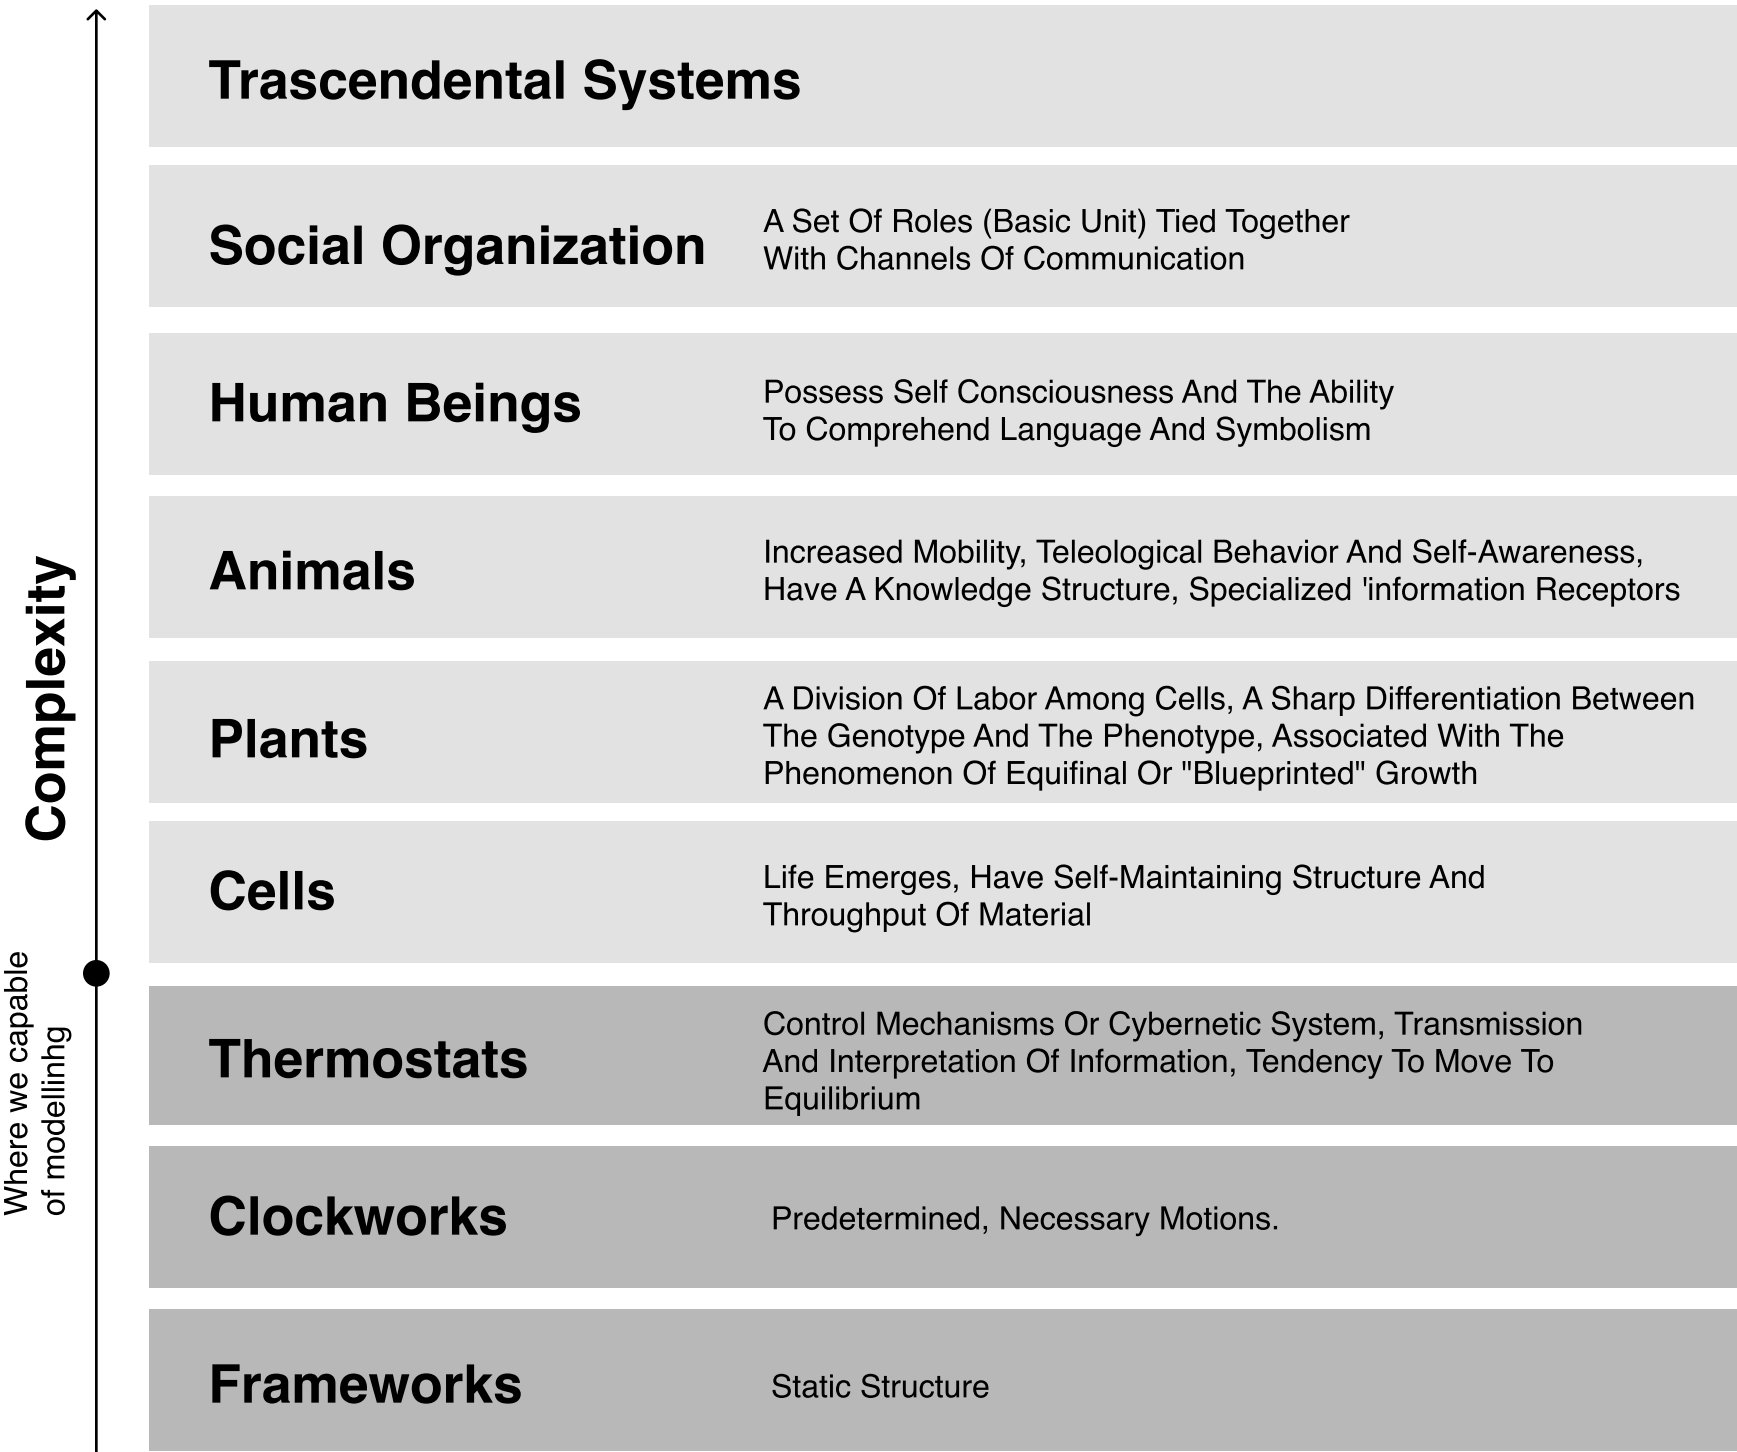 Trascendental Systems
Social Organization
A Set Of Roles (Basic Unit) Tied Together
With Channels Of Communication
Human Beings
Possess Self Consciousness And The Ability
To Comprehend Language And Symbolism
Animals
Increased Mobility, Teleological Behavior And Self-Awareness,
Have A Knowledge Structure, Specialized 'information Receptors
Plants
A Division Of Labor Among Cells, A Sharp Differentiation Between
The Genotype And The Phenotype, Associated With The
Phenomenon Of Equifinal Or "Blueprinted" Growth
Cells
Life Emerges, Have Self-Maintaining Structure And
Throughput Of Material
Thermostats
Control Mechanisms Or Cybernetic System, Transmission
And Interpretation Of Information, Tendency To Move To
Equilibrium
Clockworks
Predetermined, Necessary Motions.
Frameworks
Static Structure
Complexity
Where we capable
of modellinhg